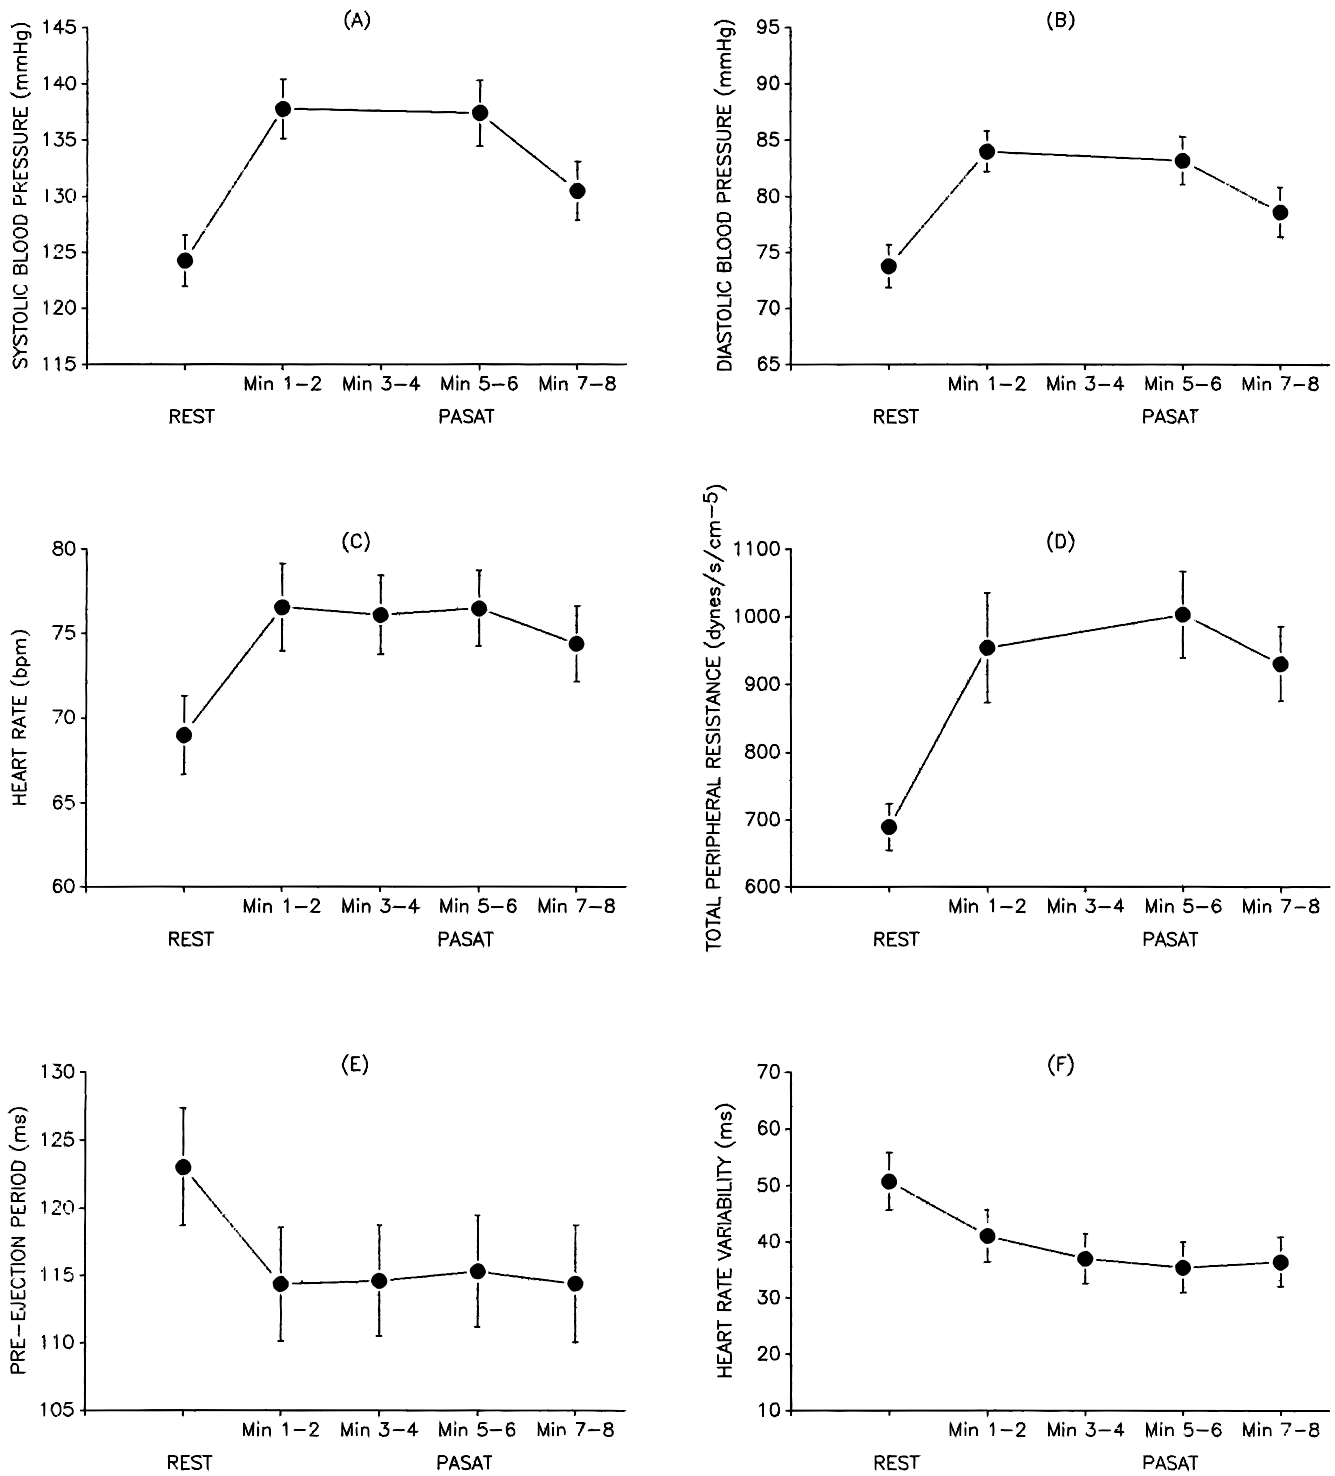 (A)
SYSTOLIC BLOOD PRESSURE (mmHg)
145
140
135
130
125
120
115
Min 1-2 Min 3-4 Min 5-6 Min 7-8
REST PASAT
(B)
DIASTOLIC BLOOD PRESSURE (mmHg)
95
90
85
80
75
70
65
Min 1-2 Min 3-4 Min 5-6 Min 7-8
REST PASAT
(C)
HEART RATE (bpm)
80
75
70
65
60
Min 1-2 Min 3-4 Min 5-6 Min 7-8
REST PASAT
(D)
TOTAL PERIPHERAL RESISTANCE (dynes/s/cm-5)
1100
1000
900
800
700
600
Min 1-2 Min 3-4 Min 5-6 Min 7-8
REST PASAT
(E)
PRE-EJECTION PERIOD (ms)
130
125
120
115
110
105
Min 1-2 Min 3-4 Min 5-6 Min 7-8
REST PASAT
(F)
HEART RATE VARIABILITY (ms)
70
60
50
40
30
20
10
Min 1-2 Min 3-4 Min 5-6 Min 7-8
REST PASAT